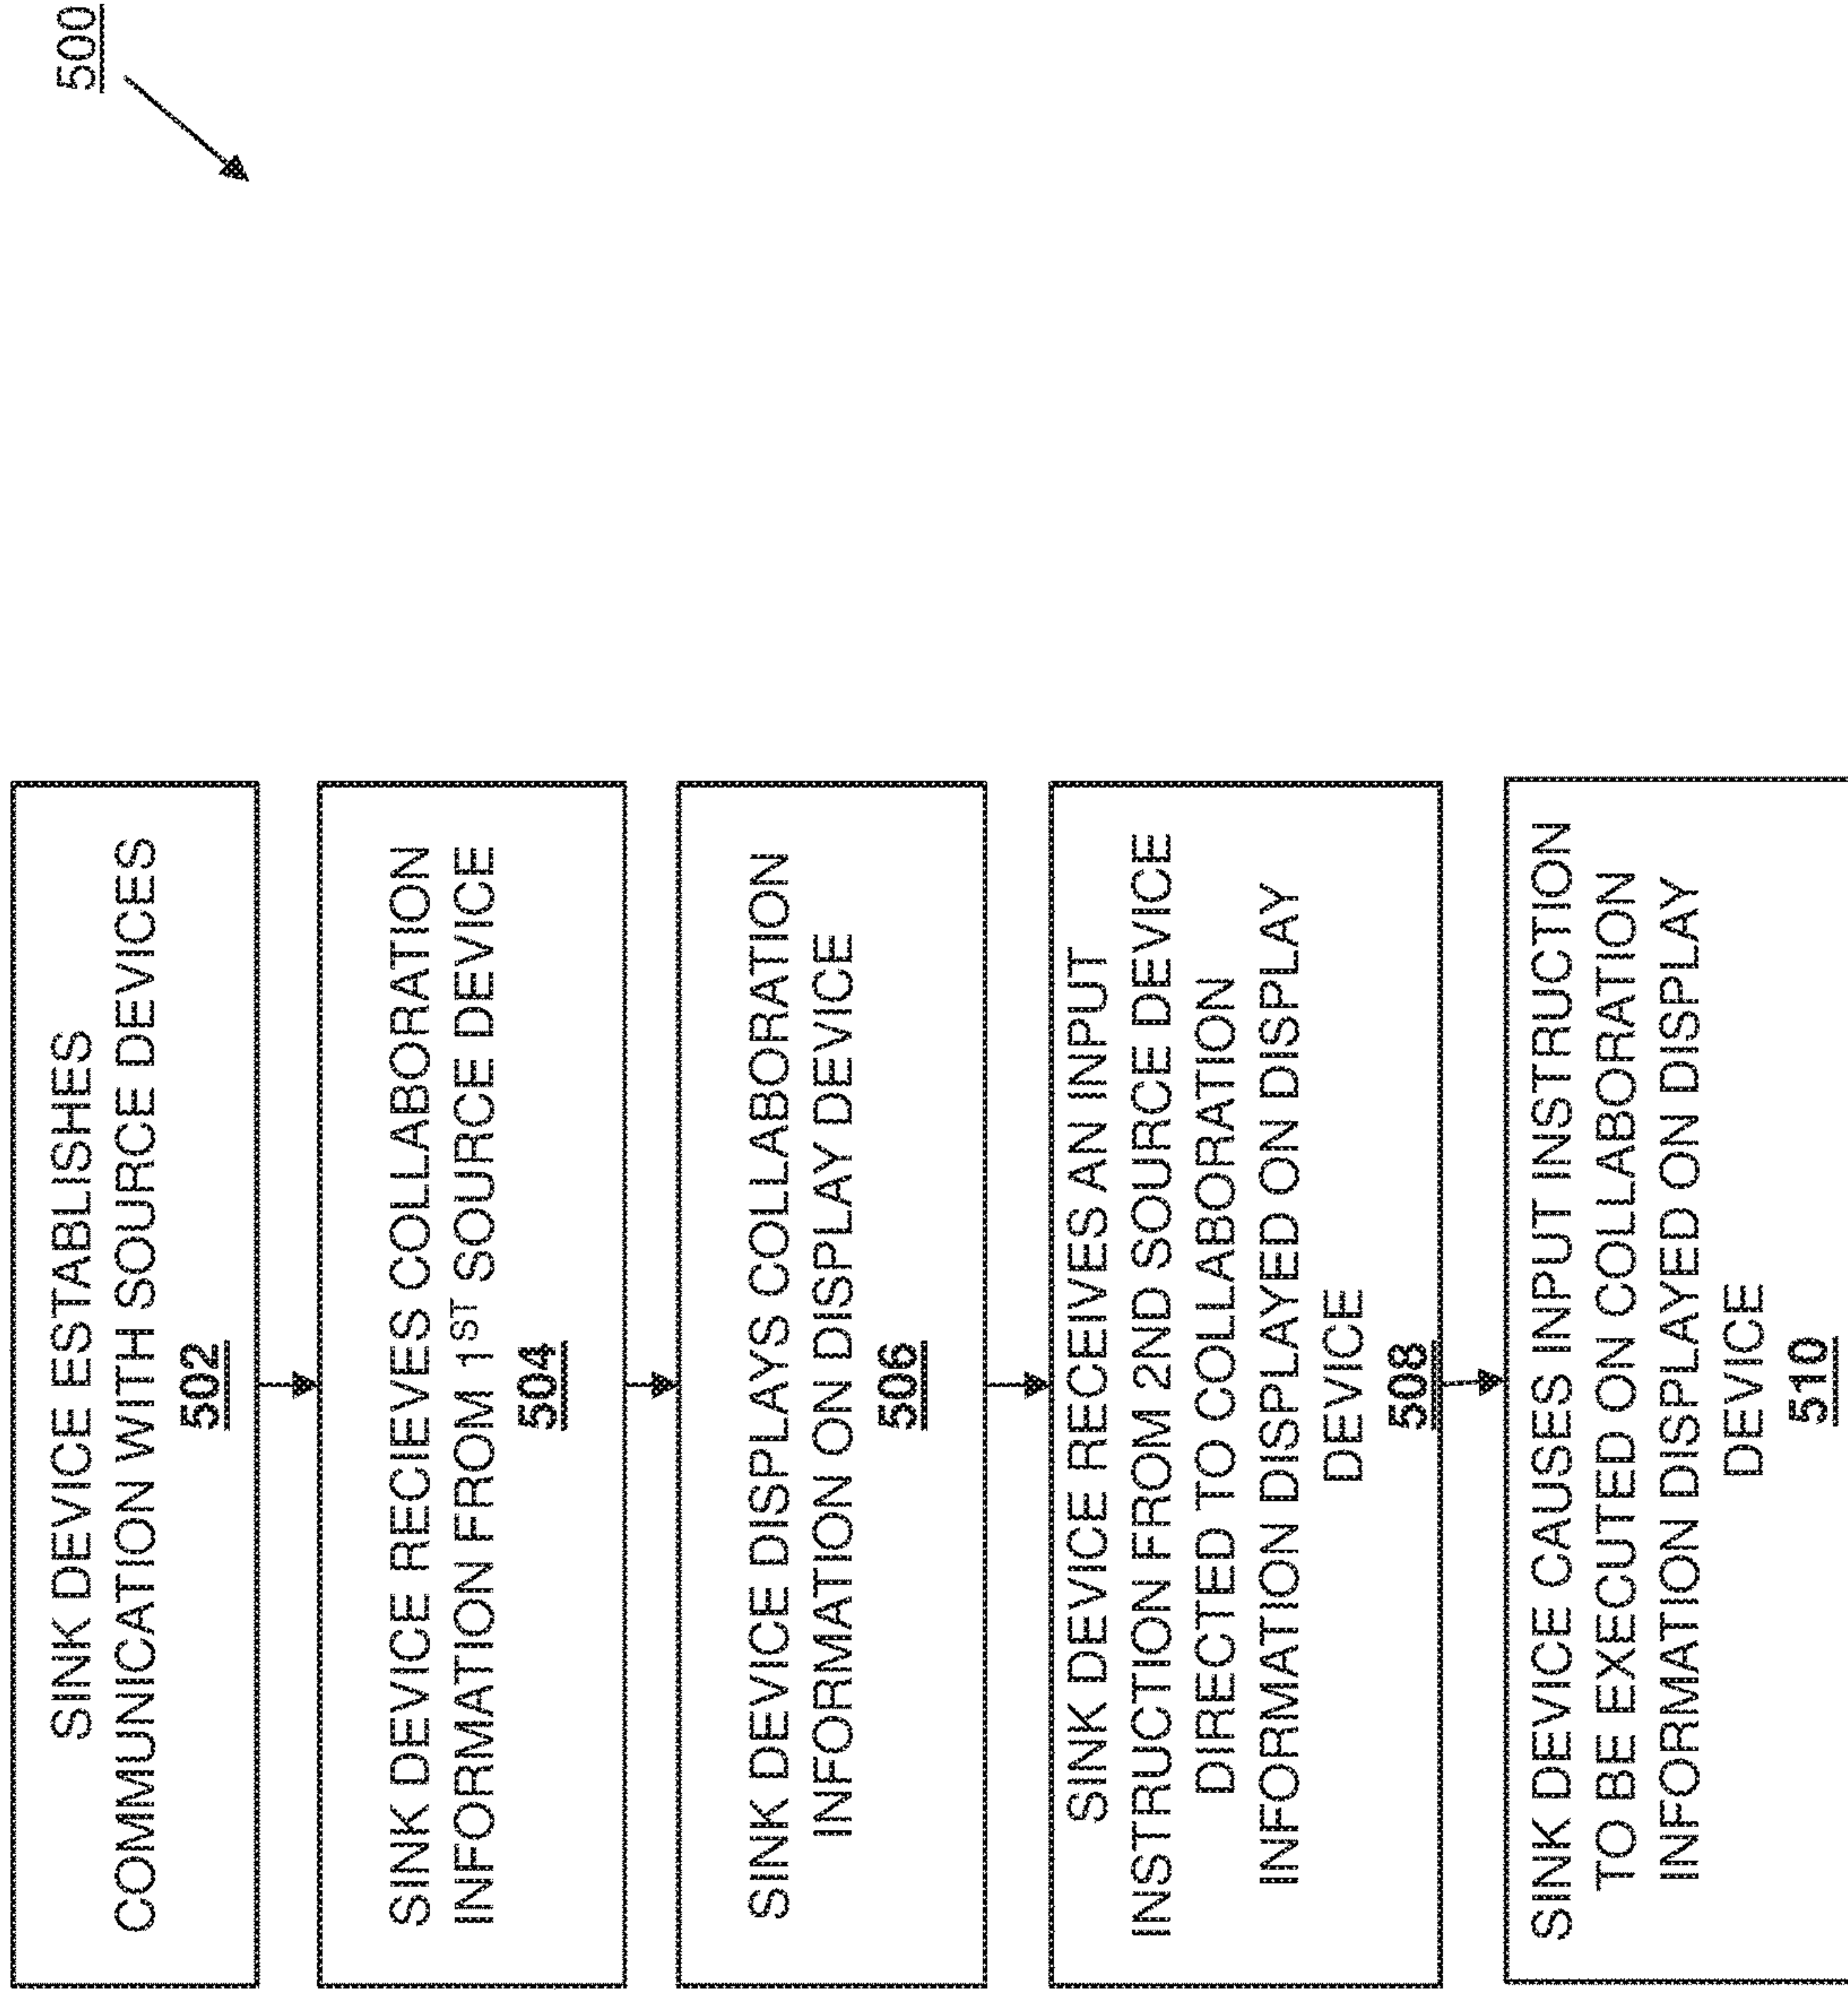 500
SINK DEVICE ESTABLISHES
COMMUNICATION WITH SOURCE DEVICES
502
SINK DEVICE RECIEVES COLLABORATION
INFORMATION FROM 1ST SOURCE DEVICE
504
SINK DEVICE DISPLAYS COLLABORATION
INFORMATION ON DISPLAY DEVICE
506
SINK DEVICE RECEIVES AN INPUT
INSTRUCTION FROM 2ND SOURCE DEVICE
DIRECTED TO COLLABORATION
INFORMATION DISPLAYED ON DISPLAY
DEVICE
508
SINK DEVICE CAUSES INPUT INSTRUCTION
TO BE EXECUTED ON COLLABORATION
INFORMATION DISPLAYED ON DISPLAY
DEVICE
510